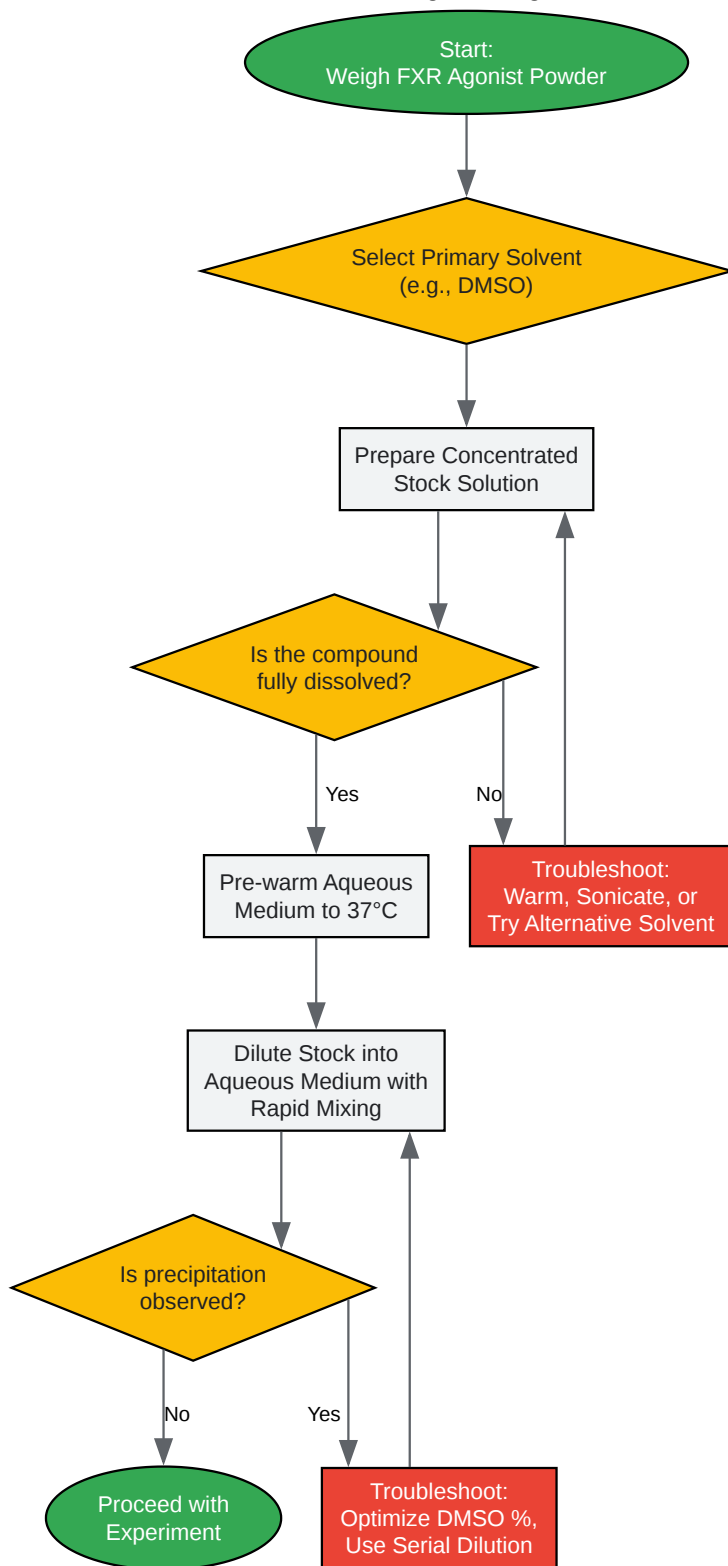 Start:
Weigh FXR Agonist Powder
Select Primary Solvent
(e.g., DMSO)
Prepare Concentrated
Stock Solution
Is the compound
fully dissolved?
Yes
No
Pre-warm Aqueous
Medium to 37°C
Troubleshoot:
Warm, Sonicate, or
Try Alternative Solvent
Dilute Stock into
Aqueous Medium with
Rapid Mixing
Is precipitation
observed?
No
Yes
Proceed with
Experiment
Troubleshoot:
Optimize DMSO %,
Use Serial Dilution